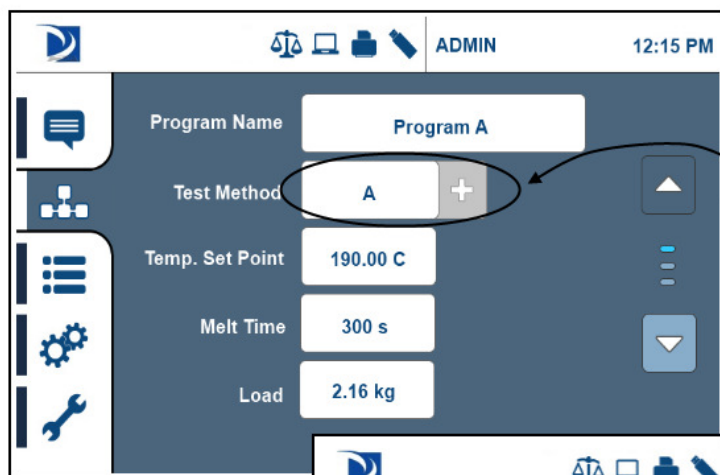 ADMIN 12:15 PM
Program Name Program A
Test Method A
Temp. Set Point 190.00 C
Melt Time 300 s
Load 2.16 kg